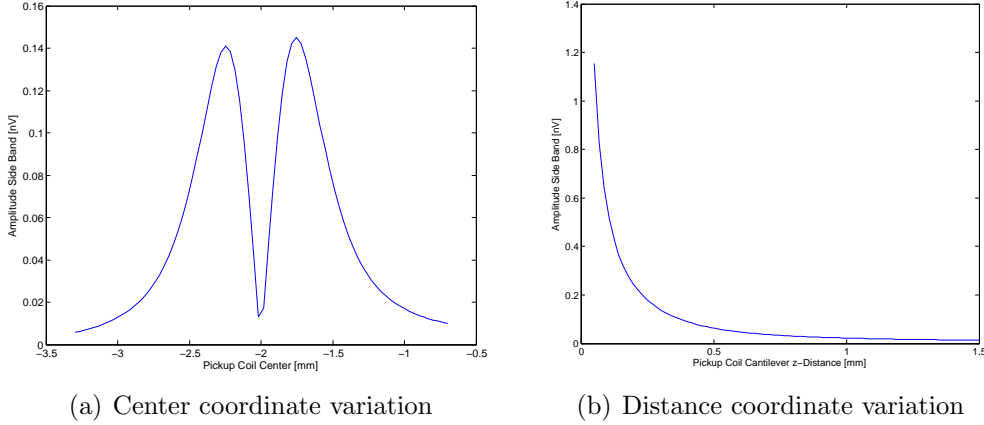 0.16
0.14
0.12
0.1
0.08
0.06
0.04
0.02
0
Amplitude Side Band [nV]
−3.5 −3 −2.5 −2 −1.5 −1 −0.5
Pickup Coil Center [mm]
(a) Center coordinate variation
1.4
1.2
1
0.8
0.6
0.4
0.2
0
Amplitude Side Band [nV]
0 0.5 1 1.5
Pickup Coil Cantilever z−Distance [mm]
(b) Distance coordinate variation